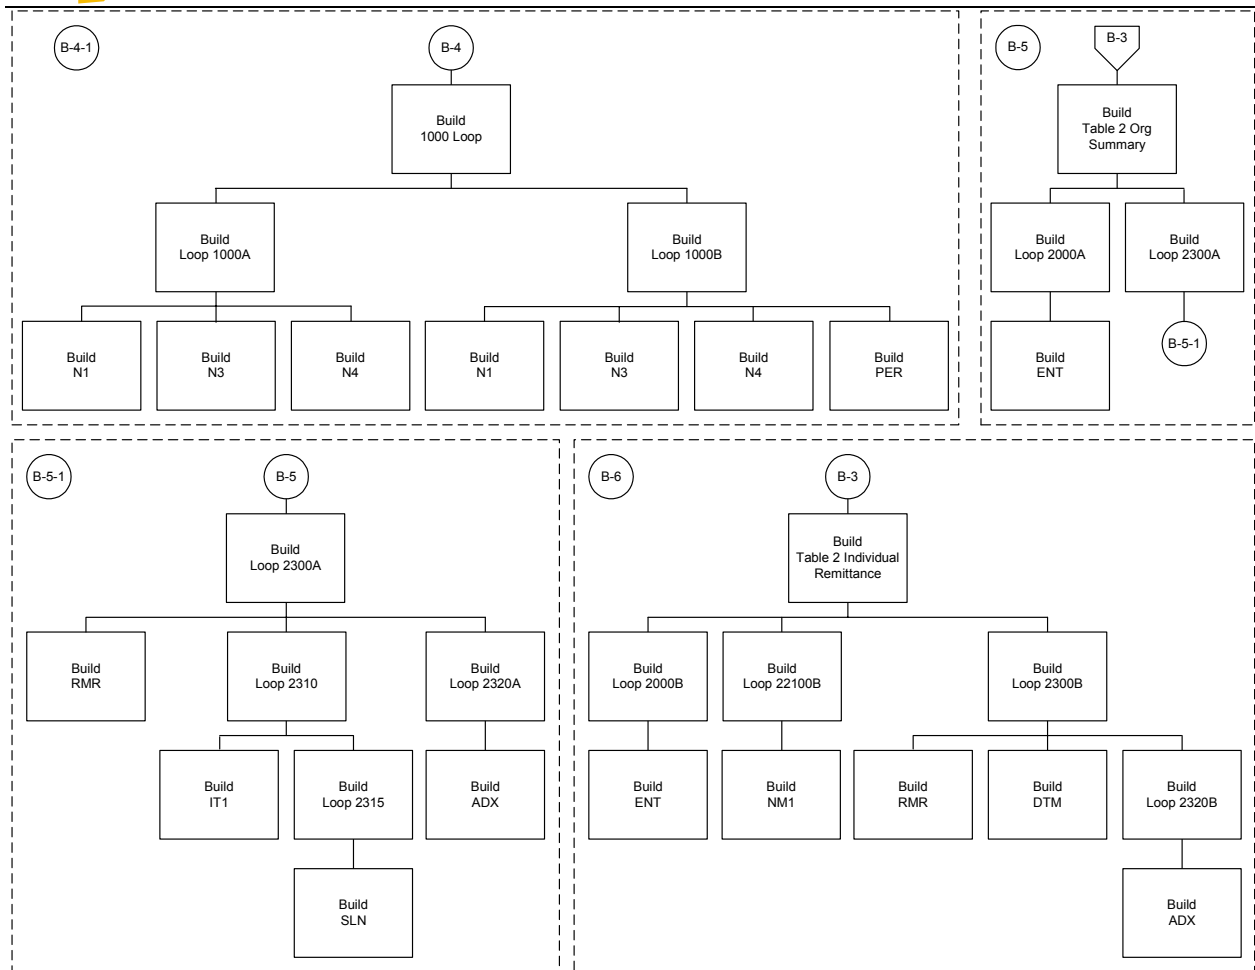 B-4-1
B-4
Build
1000 Loop
Build
Loop 1000A
Build
Loop 1000B
Build
N1
Build
N3
Build
N4
Build
N1
Build
N3
Build
N4
Build
PER
B-5
B-3
Build
Table 2 Org
Summary
Build
Loop 2000A
Build
Loop 2300A
Build
ENT
B-5-1
B-5-1
B-5
Build
Loop 2300A
Build
RMR
Build
Loop 2310
Build
Loop 2320A
Build
IT1
Build
Loop 2315
Build
ADX
Build
SLN
B-6
B-3
Build
Table 2 Individual
Remittance
Build
Loop 2000B
Build
Loop 22100B
Build
Loop 2300B
Build
ENT
Build
NM1
Build
RMR
Build
DTM
Build
Loop 2320B
Build
ADX